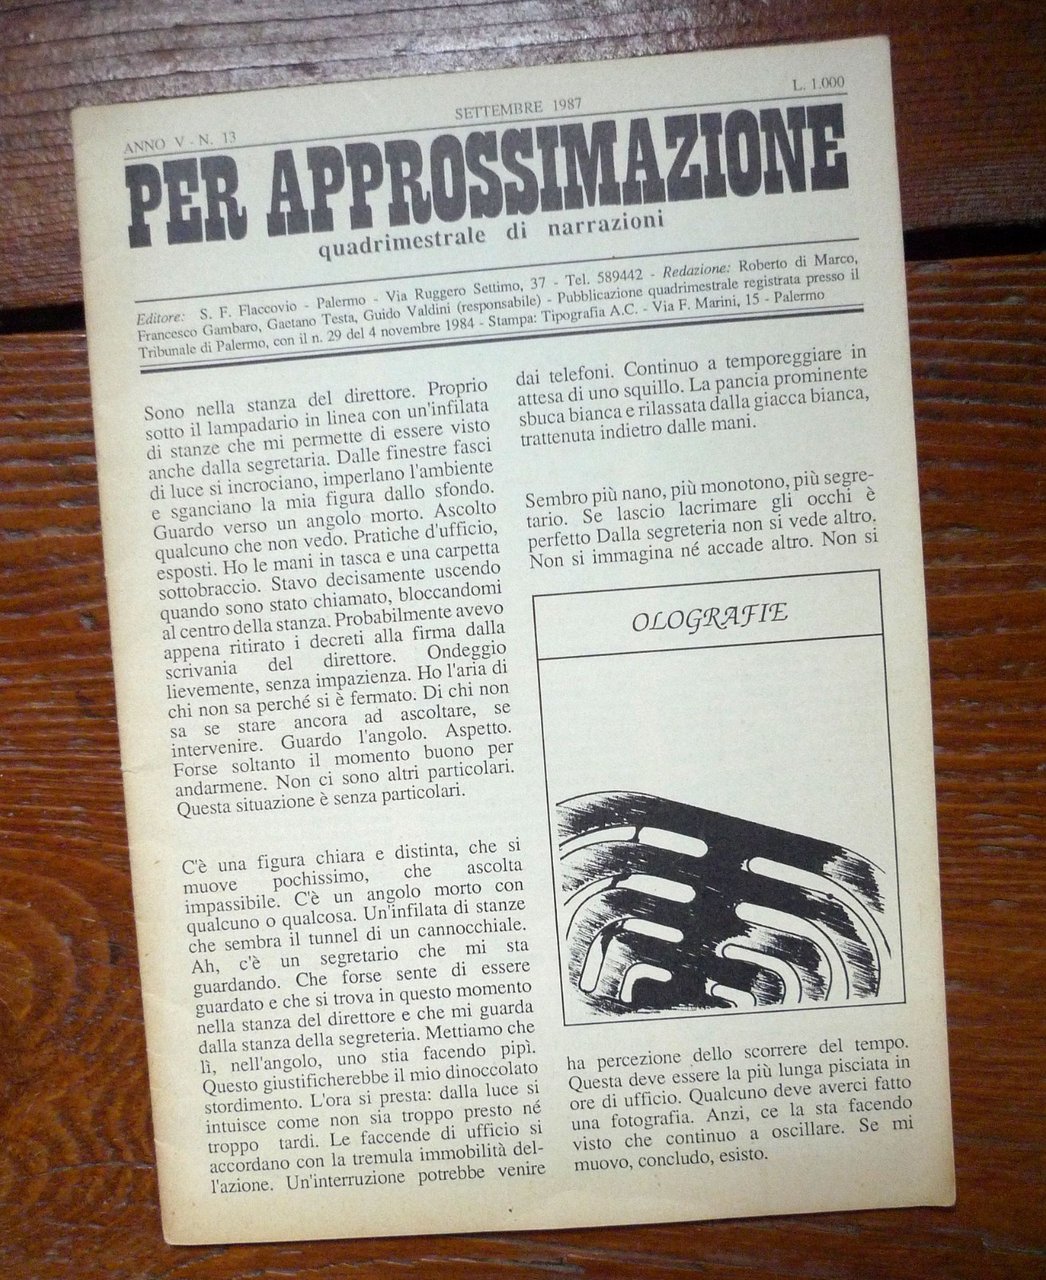 ANNO V - N. 13
SETTEMBRE 1987
L. 1.000
PER APPROSSIMAZIONE
quadrimestrale di narrazioni
Editore: S. F. Flaccovio - Palermo - Via Ruggero Settimo, 37 - Tel. 589442 - Redazione: Roberto di Marco,
Francesco Gambaro, Gaetano Testa, Guido Valdini (responsabile) - Pubblicazione quadrimestrale registrata presso il
Tribunale di Palermo, con il n. 29 del 4 novembre 1984 - Stampa: Tipografia A.C. - Via F. Marini, 15 - Palermo
Sono nella stanza del direttore. Proprio
sotto il lampadario in linea con un'infilata
di stanze che mi permette di essere visto
anche dalla segretaria. Dalle finestre fasci
di luce si incrociano, imperlano l'ambiente
e sganciano la mia figura dallo sfondo.
Guardo verso un angolo morto. Ascolto
qualcuno che non vedo. Pratiche d'ufficio,
esposti. Ho le mani in tasca e una carpetta
sottobraccio. Stavo decisamente uscendo
quando sono stato chiamato, bloccandomi
al centro della stanza. Probabilmente avevo
appena ritirato i decreti alla firma dalla
scrivania del direttore. Ondeggio
lievemente, senza impazienza. Ho l'aria di
chi non sa perché si è fermato. Di chi non
sa se stare ancora ad ascoltare, se
intervenire. Guardo l'angolo. Aspetto.
Forse soltanto il momento buono per
andarmene. Non ci sono altri particolari.
Questa situazione è senza particolari.
C'è una figura chiara e distinta, che si
muove pochissimo, che ascolta
impassibile. C'è un angolo morto con
qualcuno o qualcosa. Un'infilata di stanze
che sembra il tunnel di un cannocchiale.
Ah, c'è un segretario che mi sta
guardando. Che forse sente di essere
guardato e che si trova in questo momento
nella stanza del direttore e che mi guarda
dalla stanza della segreteria. Mettiamo che
lì, nell'angolo, uno stia facendo pipì.
Questo giustificherebbe il mio dinoccolato
stordimento. L'ora si presta: dalla luce si
intuisce come non sia troppo presto né
troppo tardi. Le faccende di ufficio si
accordano con la tremula immobilità del-
l'azione. Un'interruzione potrebbe venire
dai telefoni. Continuo a temporeggiare in
attesa di uno squillo. La pancia prominente
sbuca bianca e rilassata dalla giacca bianca,
trattenuta indietro dalle mani.
Sembro più nano, più monotono, più segre-
tario. Se lascio lacrimare gli occhi è
perfetto Dalla segreteria non si vede altro.
Non si immagina né accade altro. Non si
OLOGRAFIE
ha percezione dello scorrere del tempo.
Questa deve essere la più lunga pisciata in
ore di ufficio. Qualcuno deve averci fatto
una fotografia. Anzi, ce la sta facendo
visto che continuo a oscillare. Se mi
muovo, concludo, esisto.